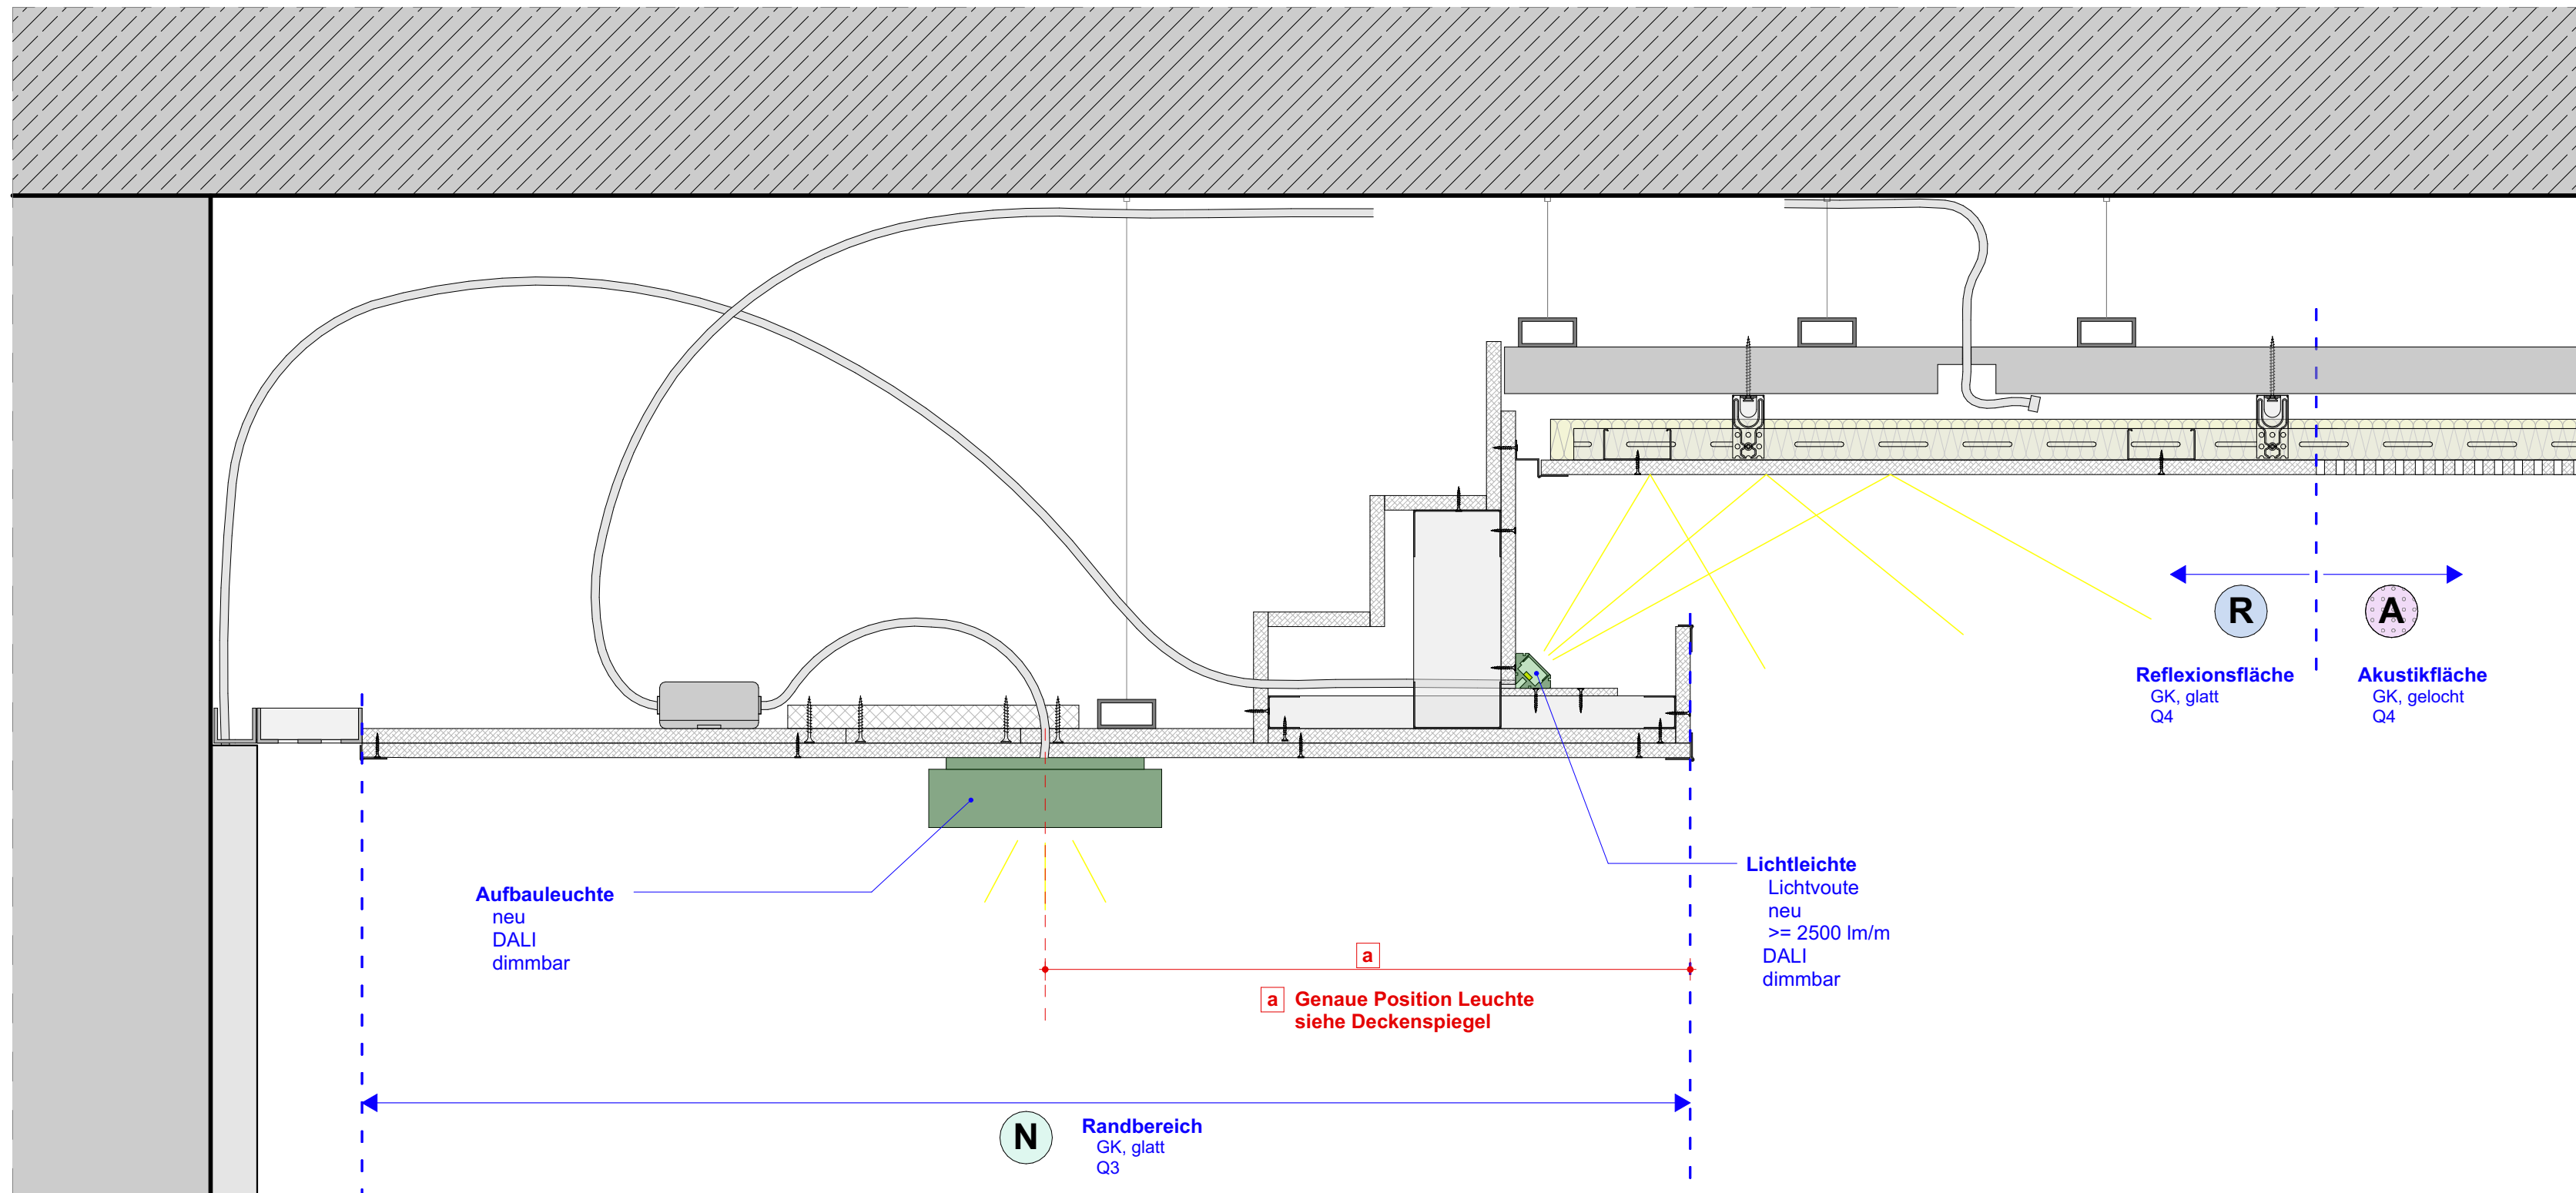 R
A
Reflexionsfläche
GK, glatt
Q4
Akustikfläche
GK, gelocht
Q4
Aufbauleuchte
neu
DALI
dimmbar
Lichtleichte
Lichtvoute
neu
>= 2500 lm/m
DALI
dimmbar
a
a Genaue Position Leuchte
siehe Deckenspiegel
N
Randbereich
GK, glatt
Q3